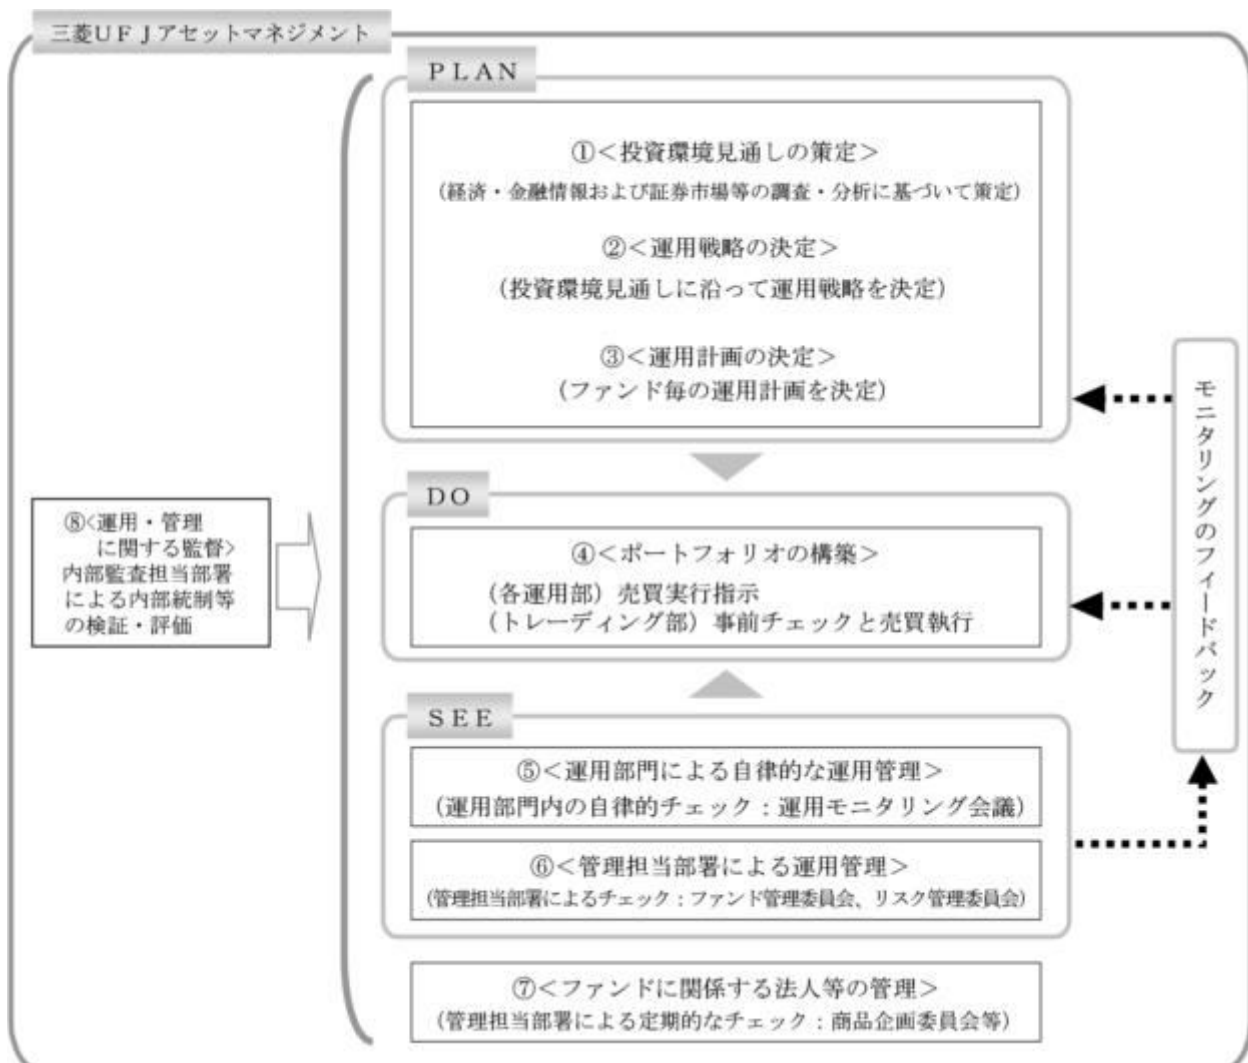 三菱ＵＦＪアセットマネジメント
ＰＬＡＮ
①＜投資環境見通しの策定＞
（経済・金融情報および証券市場等の調査・分析に基づいて策定）
②＜運用戦略の決定＞
（投資環境見通しに沿って運用戦略を決定）
③＜運用計画の決定＞
（ファンド毎の運用計画を決定）
ＤＯ
④＜ポートフォリオの構築＞
（各運用部）売買実行指示
（トレーディング部）事前チェックと売買執行
ＳＥＥ
⑤＜運用部門による自律的な運用管理＞
（運用部門内の自律的チェック：運用モニタリング会議）
⑥＜管理担当部署による運用管理＞
（管理担当部署によるチェック：ファンド管理委員会、リスク管理委員会）
⑦＜ファンドに関係する法人等の管理＞
（管理担当部署による定期的なチェック：商品企画委員会等）
⑧<運用・管理
に関する監督>
内部監査担当部署
による内部統制等
の検証・評価
モニタリングのフィードバック